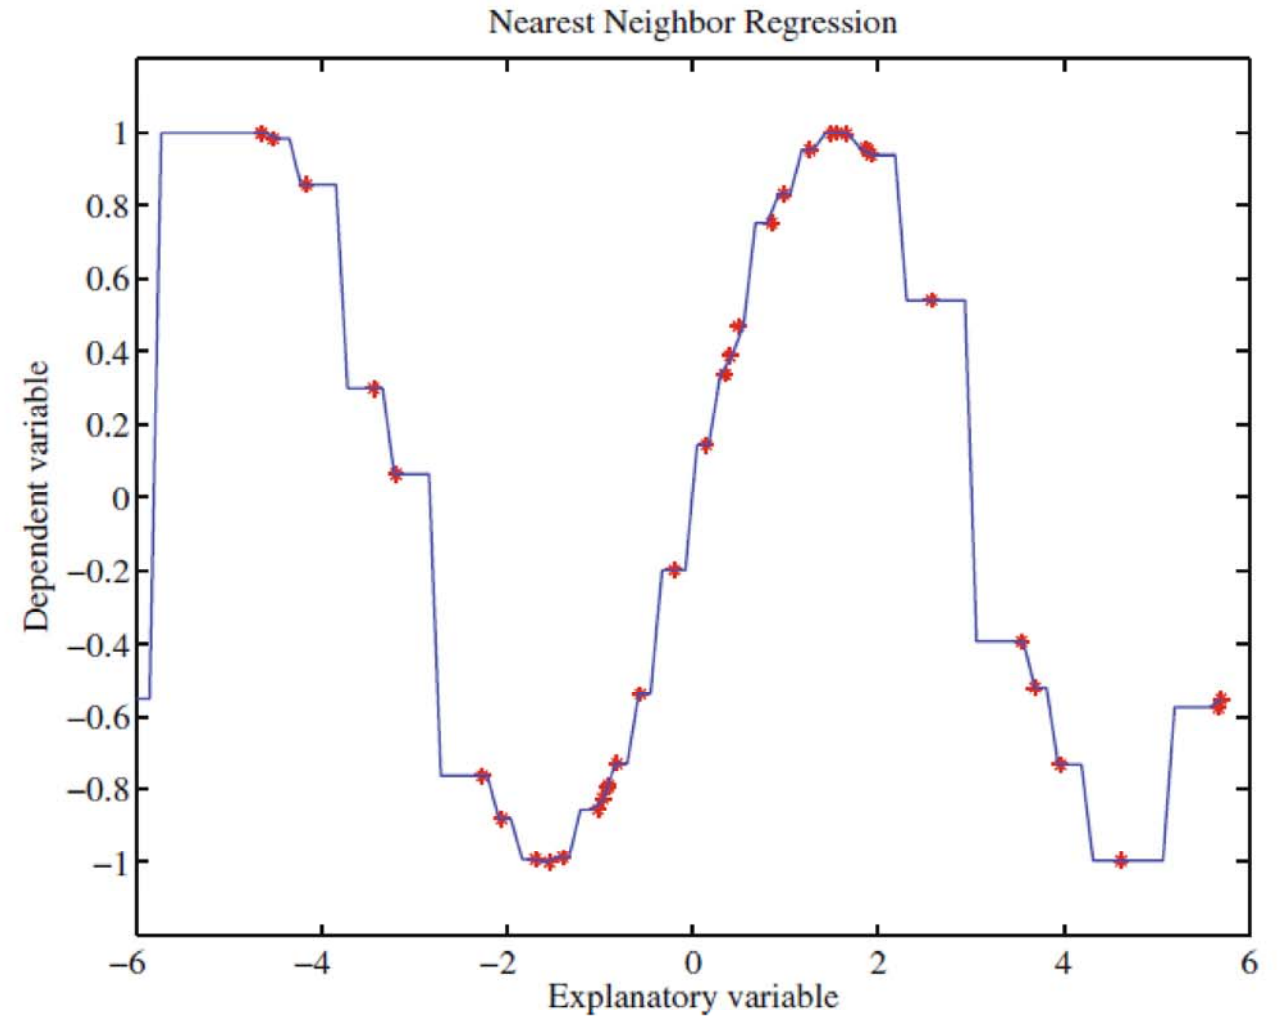 Nearest Neighbor Regression
Dependent variable
1
0.8
0.6
0.4
0.2
0
−0.2
−0.4
−0.6
−0.8
−1
−6 −4 −2 0 2 4 6
Explanatory variable